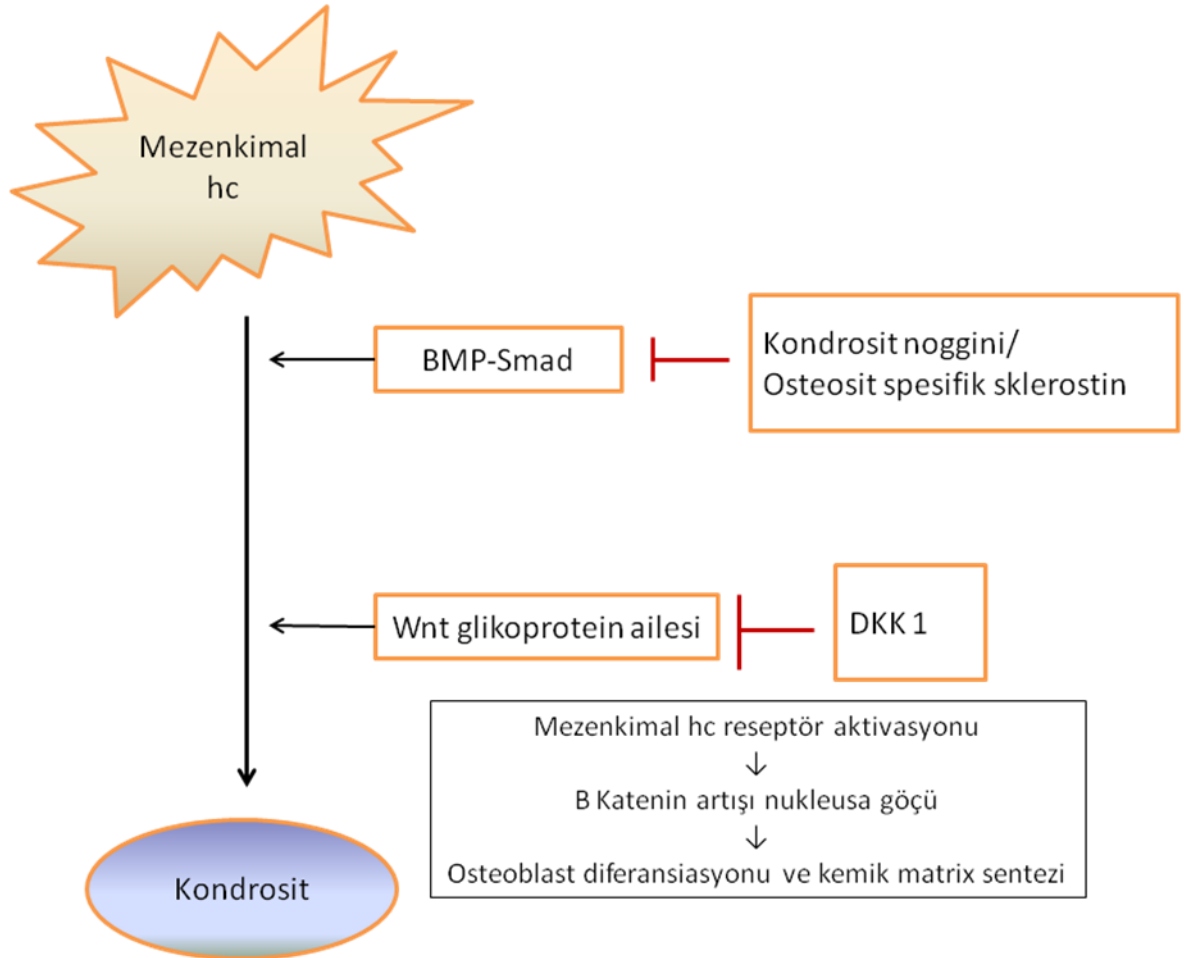 Mezenkimal
hc
BMP-Smad
Kondrosit noggini/
Osteosit spesifik sklerostin
Wnt glikoprotein ailesi
DKK 1
Mezenkimal hc reseptör aktivasyonu
↓
B Katenin artışı nukleusa göçü
↓
Osteoblast diferansiasyonu ve kemik matrix sentezi
Kondrosit